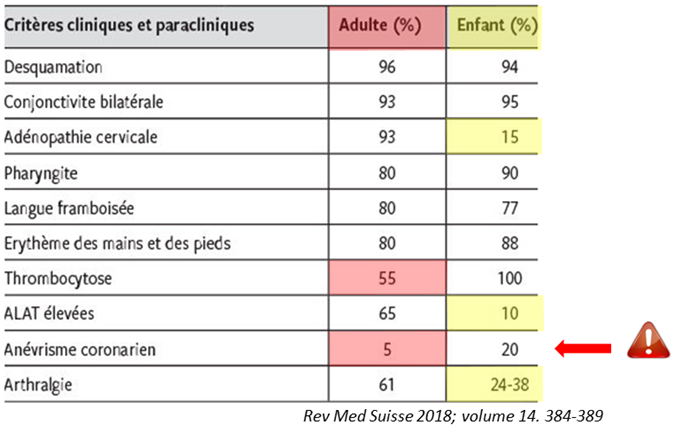 Critères cliniques et paracliniques Adulte (%) Enfant (%)
Desquamation 96 94
Conjonctivite bilatérale 93 95
Adénopathie cervicale 93 15
Pharyngite 80 90
Langue framboisée 80 77
Erythème des mains et des pieds 80 88
Thrombocytose 55 100
ALAT élevées 65 10
Anévrisme coronarien 5 20
Arthralgie 61 24-38
Rev Med Suisse 2018; volume 14. 384-389